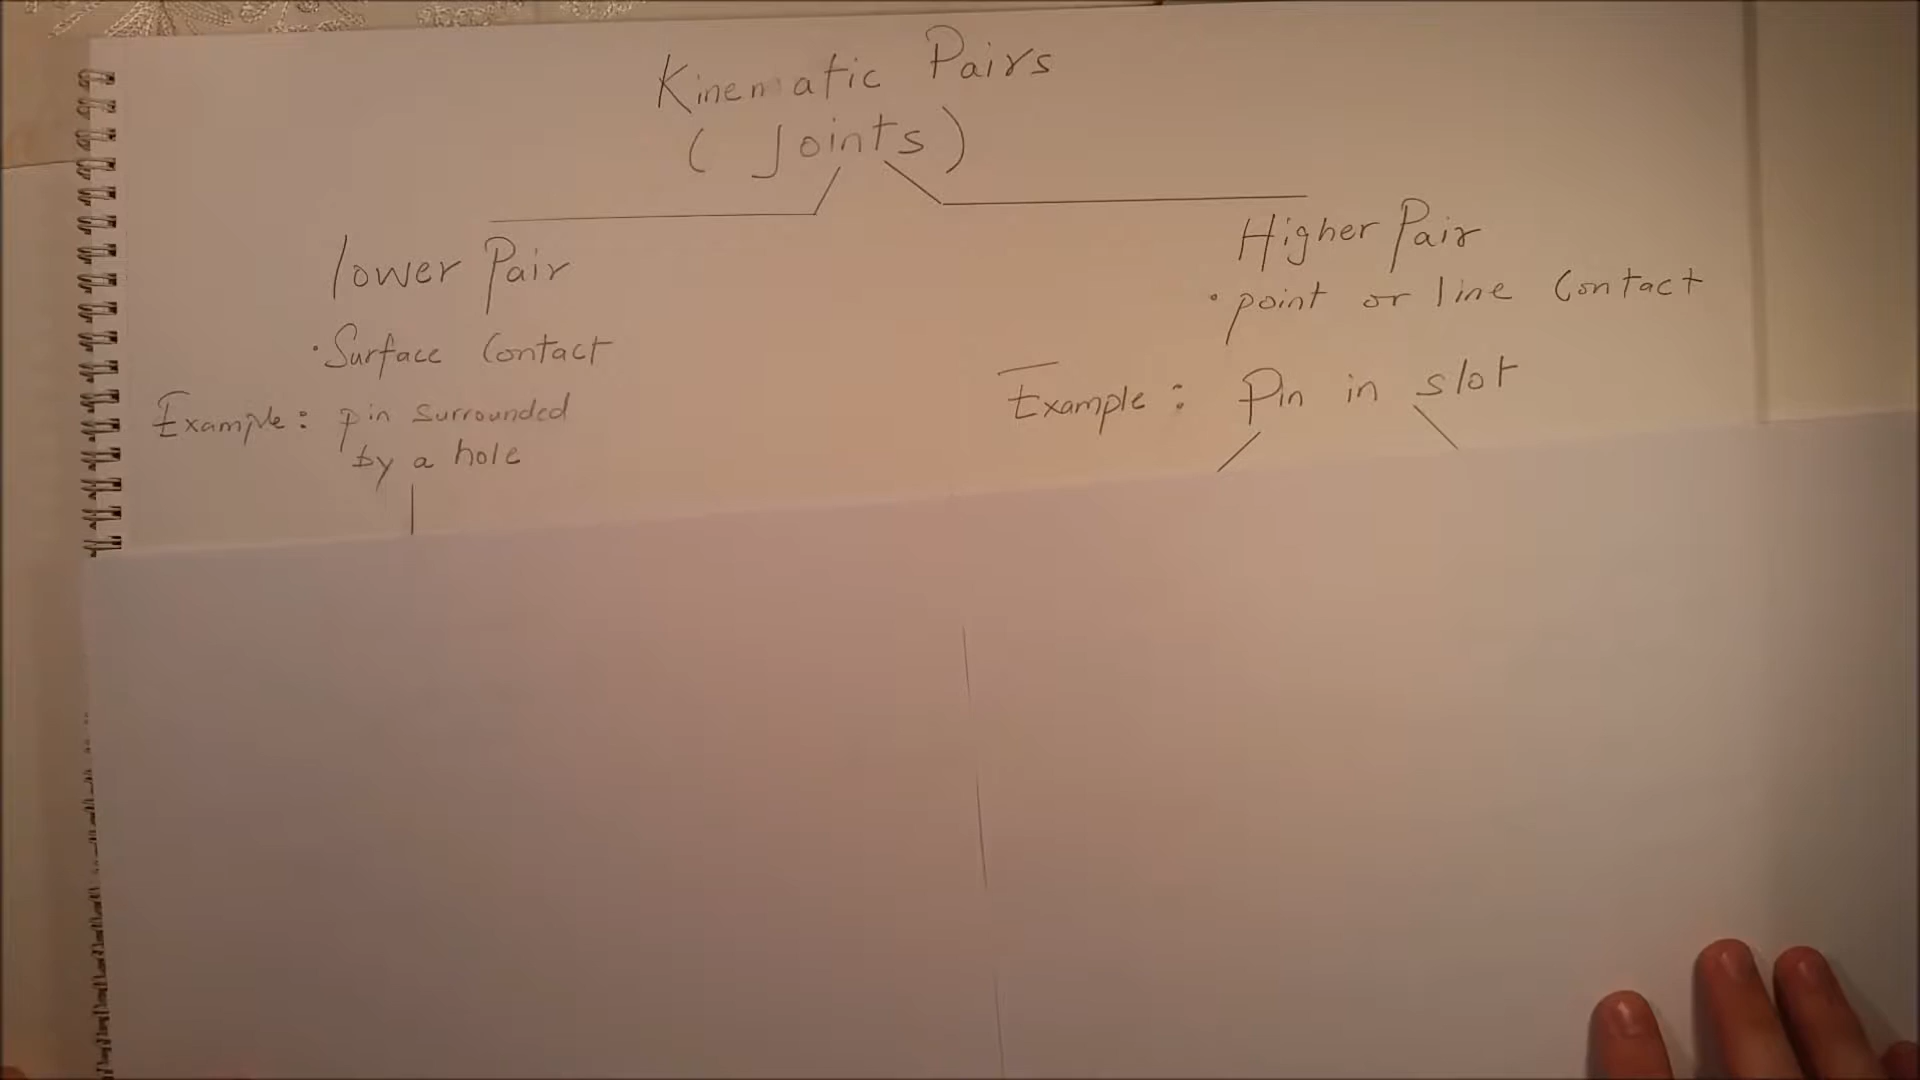 Kinematic Pairs
(Joints)
lower Pair
• Surface Contact
Example: pin surrounded
by a hole
Higher Pair
• point or line Contact
Example: Pin in slot